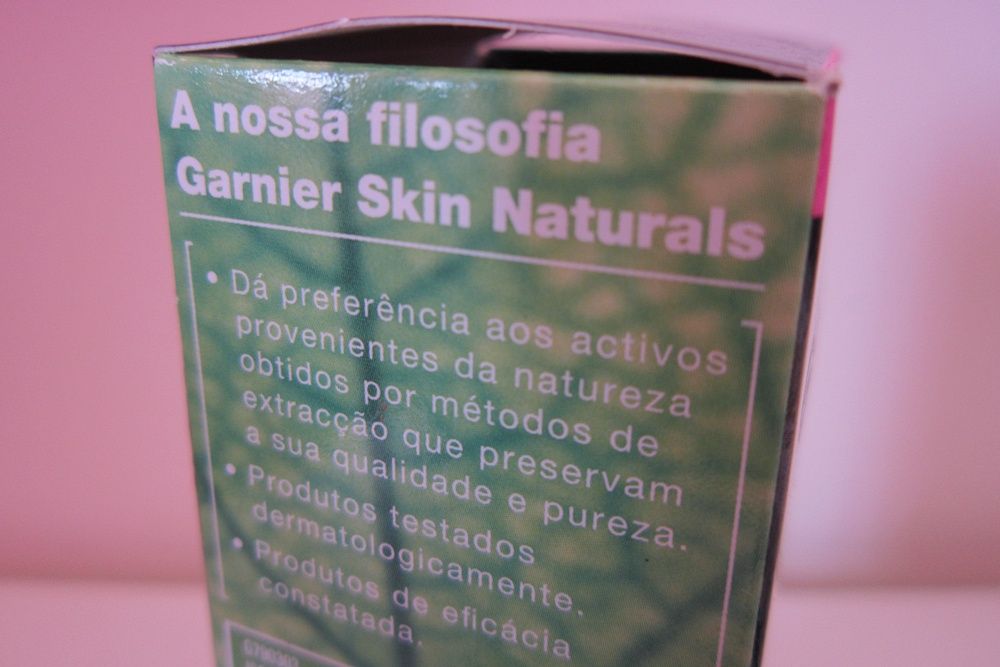 A nossa filosofia
Garnier Skin Naturals
• Dá preferência aos activos
provenientes da natureza
obtidos por métodos de
extracção que preservam
a sua qualidade e pureza.
• Produtos testados
dermatologicamente.
• Produtos de eficácia
constatada.